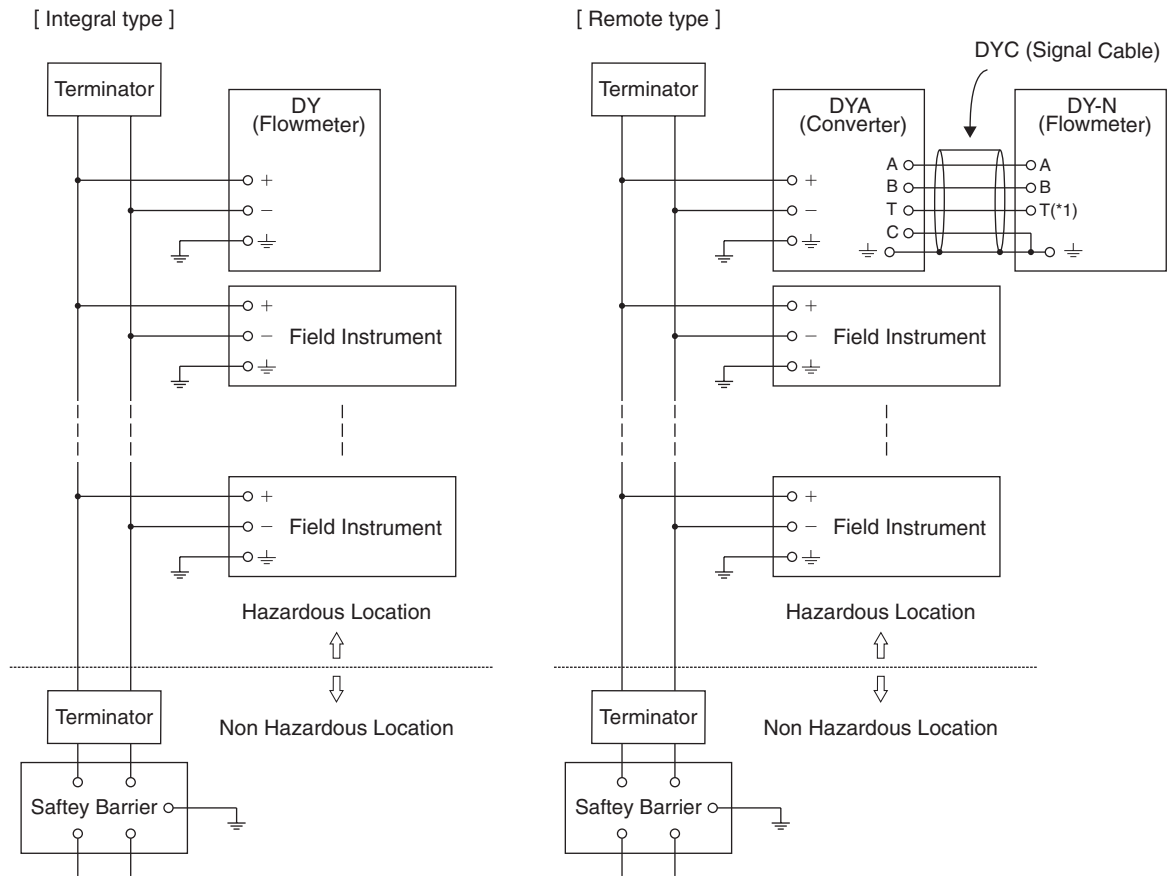 [ Integral type ]
Terminator
DY
(Flowmeter)
+
−
Field Instrument
+
−
Field Instrument
+
−
Hazardous Location
Non Hazardous Location
Terminator
Saftey Barrier
[ Remote type ]
DYC (Signal Cable)
Terminator
DYA
(Converter)
DY-N
(Flowmeter)
A A
B B
T T(*1)
C
+
−
Field Instrument
+
−
Field Instrument
+
−
Hazardous Location
Non Hazardous Location
Terminator
Saftey Barrier